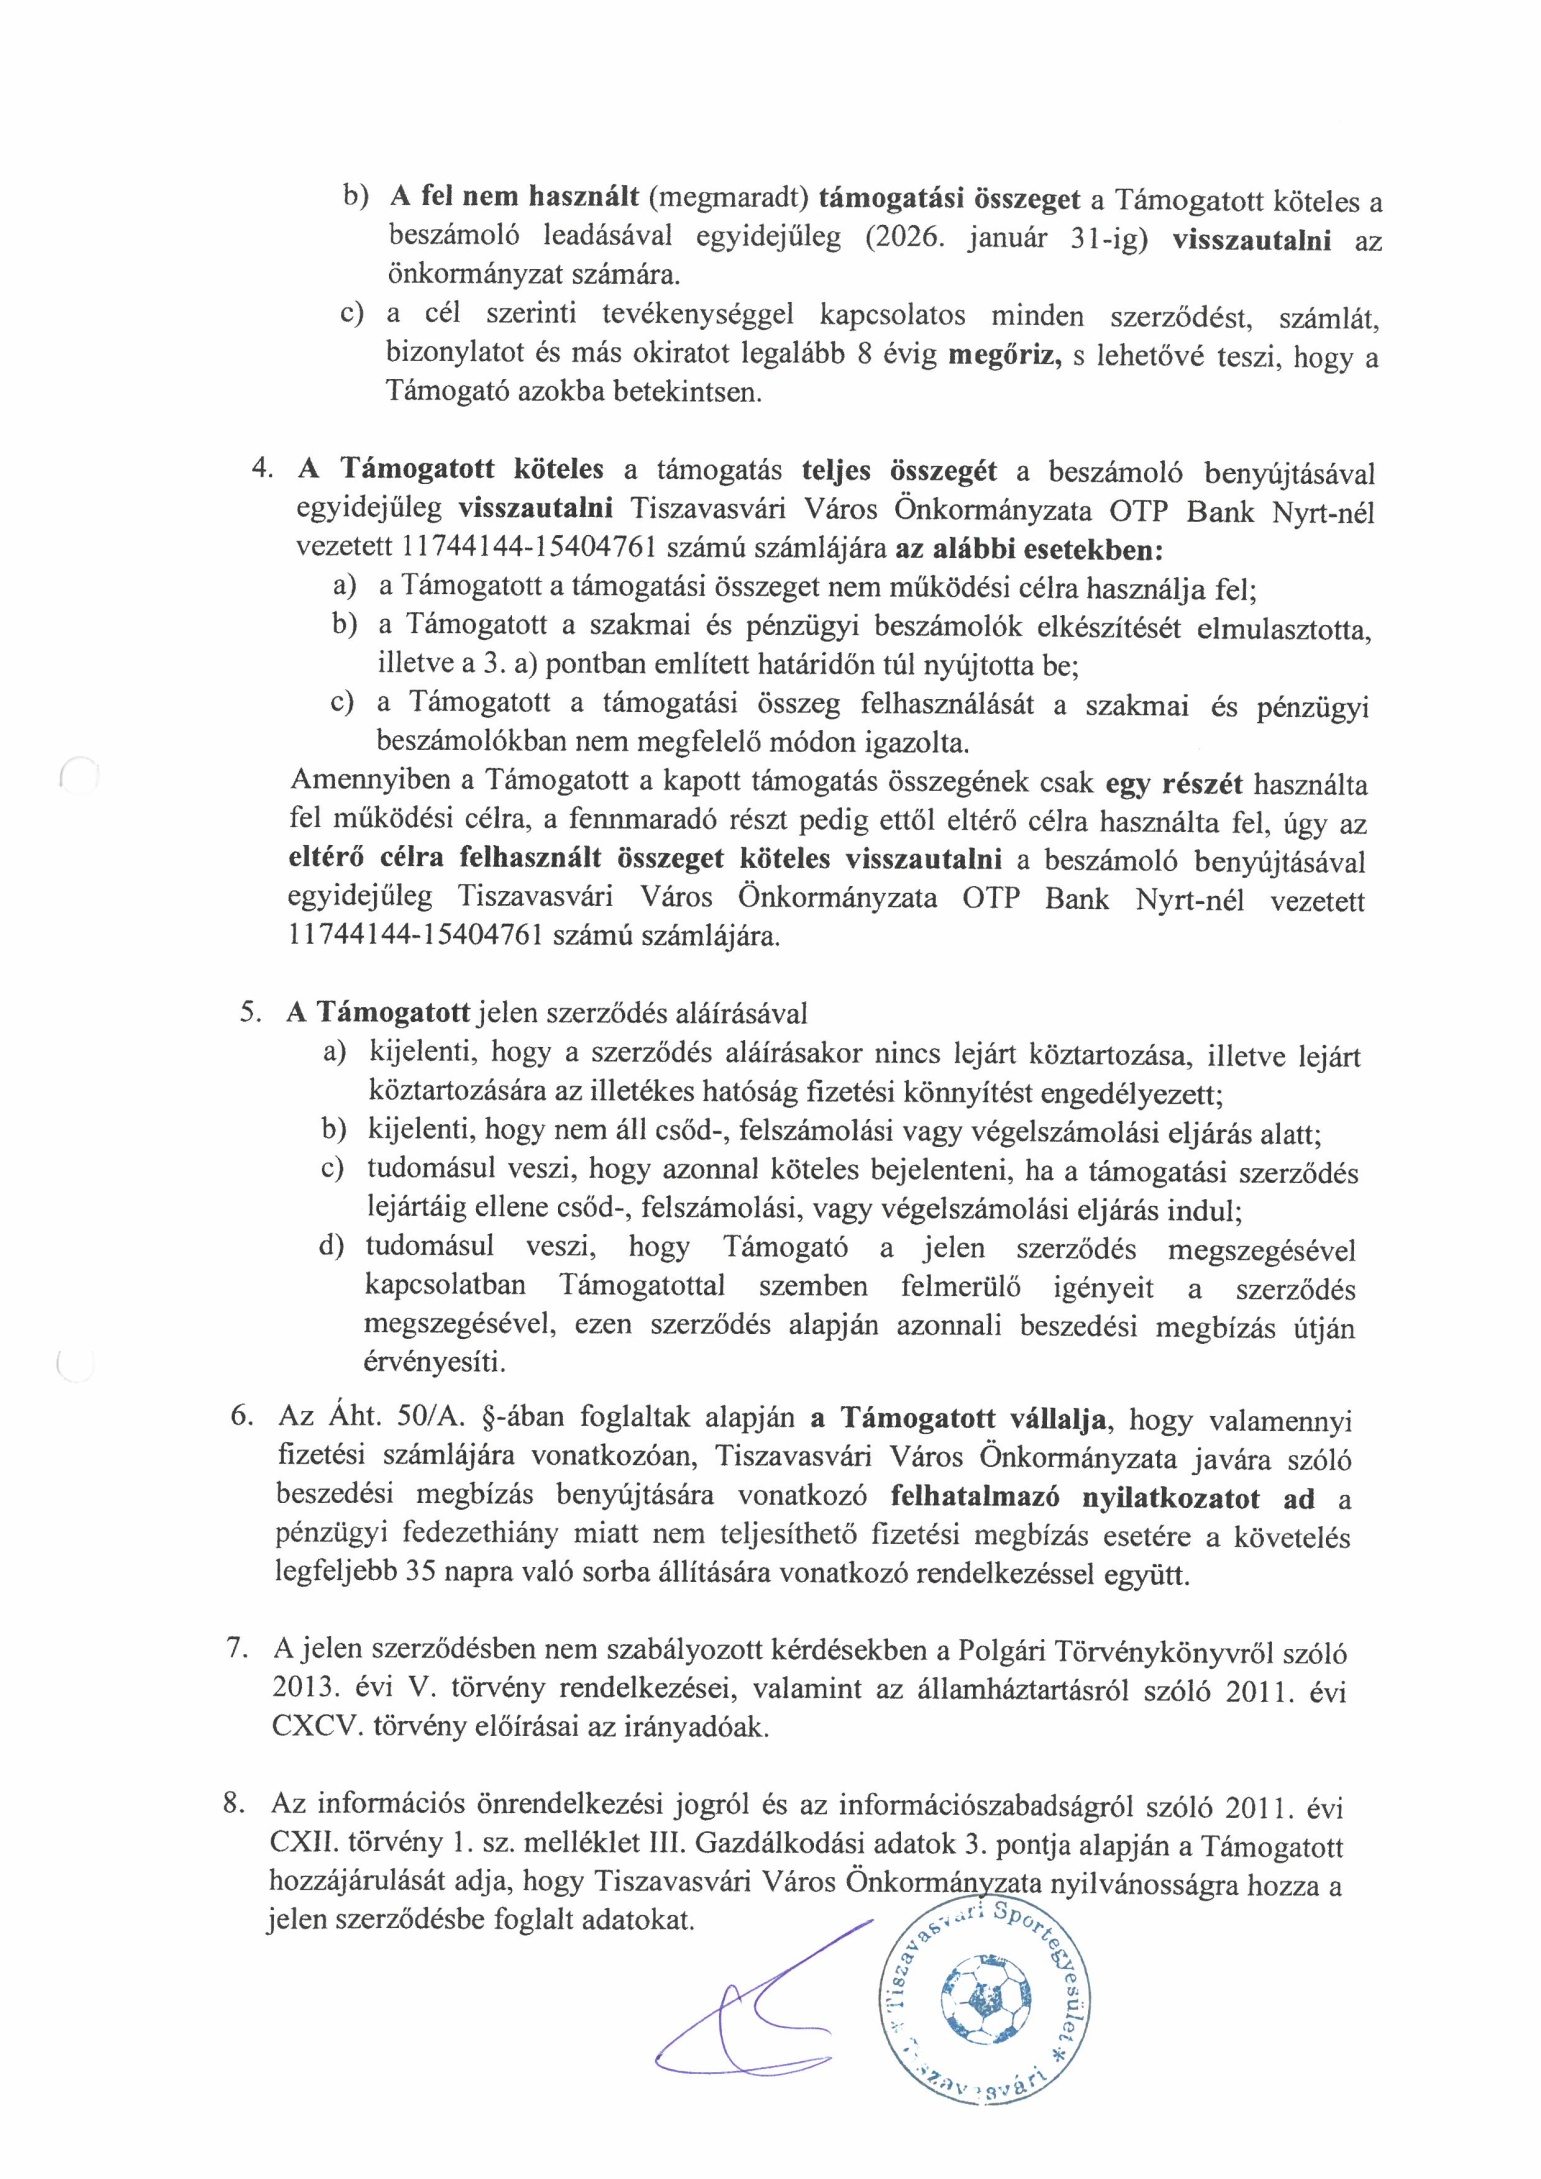 b) A fel nem használt (megmaradt) támogatási összeget a Támogatott köteles a
beszámoló leadásával egyidejűleg (2026. január 31-ig) visszautalni az
önkormányzat számára.
c) a cél szerinti tevékenységgel kapcsolatos minden szerződést, számlát,
bizonylatot és más okiratot legalább 8 évig megőriz, s lehetővé teszi, hogy a
Támogató azokba betekintsen.
4. A Támogatott köteles a támogatás teljes összegét a beszámoló benyújtásával
egyidejűleg visszautalni Tiszavasvári Város Önkormányzata OTP Bank Nyrt-nél
vezetett 11744144-15404761 számú számlájára az alábbi esetekben:
a) a Támogatott a támogatási összeget nem működési célra használja fel;
b) a Támogatott a szakmai és pénzügyi beszámolók elkészítését elmulasztotta,
illetve a 3. a) pontban említett határidőn túl nyújtotta be;
c) a Támogatott a támogatási összeg felhasználását a szakmai és pénzügyi
beszámolókban nem megfelelő módon igazolta.
Amennyiben a Támogatott a kapott támogatás összegének csak egy részét használta
fel működési célra, a fennmaradó részt pedig ettől eltérő célra használta fel, úgy az
eltérő célra felhasznált összeget köteles visszautalni a beszámoló benyújtásával
egyidejűleg Tiszavasvári Város Önkormányzata OTP Bank Nyrt-nél vezetett
11744144-15404761 számú számlájára.
5. A Támogatott jelen szerződés aláírásával
a) kijelenti, hogy a szerződés aláírásakor nincs lejárt köztartozása, illetve lejárt
köztartozására az illetékes hatóság fizetési könnyítést engedélyezett;
b) kijelenti, hogy nem áll csőd-, felszámolási vagy végelszámolási eljárás alatt;
c) tudomásul veszi, hogy azonnal köteles bejelenteni, ha a támogatási szerződés
lejártáig ellene csőd-, felszámolási, vagy végelszámolási eljárás indul;
d) tudomásul veszi, hogy Támogató a jelen szerződés megszegésével
kapcsolatban Támogatottal szemben felmerülő igényeit a szerződés
megszegésével, ezen szerződés alapján azonnali beszedési megbízás útján
érvényesíti.
6. Az Áht. 50/A. §-ában foglaltak alapján a Támogatott vállalja, hogy valamennyi
fizetési számlájára vonatkozóan, Tiszavasvári Város Önkormányzata javára szóló
beszedési megbízás benyújtására vonatkozó felhatalmazó nyilatkozatot ad a
pénzügyi fedezethiány miatt nem teljesíthető fizetési megbízás esetére a követelés
legfeljebb 35 napra való sorba állítására vonatkozó rendelkezéssel együtt.
7. A jelen szerződésben nem szabályozott kérdésekben a Polgári Törvénykönyvről szóló
2013. évi V. törvény rendelkezései, valamint az államháztartásról szóló 2011. évi
CXCV. törvény előírásai az irányadóak.
8. Az információs önrendelkezési jogról és az információszabadságról szóló 2011. évi
CXII. törvény 1. sz. melléklet III. Gazdálkodási adatok 3. pontja alapján a Támogatott
hozzájárulását adja, hogy Tiszavasvári Város Önkormányzata nyilvánosságra hozza a
jelen szerződésbe foglalt adatokat.
* Tiszavasvári Sportegyesület *
Tiszavasvári